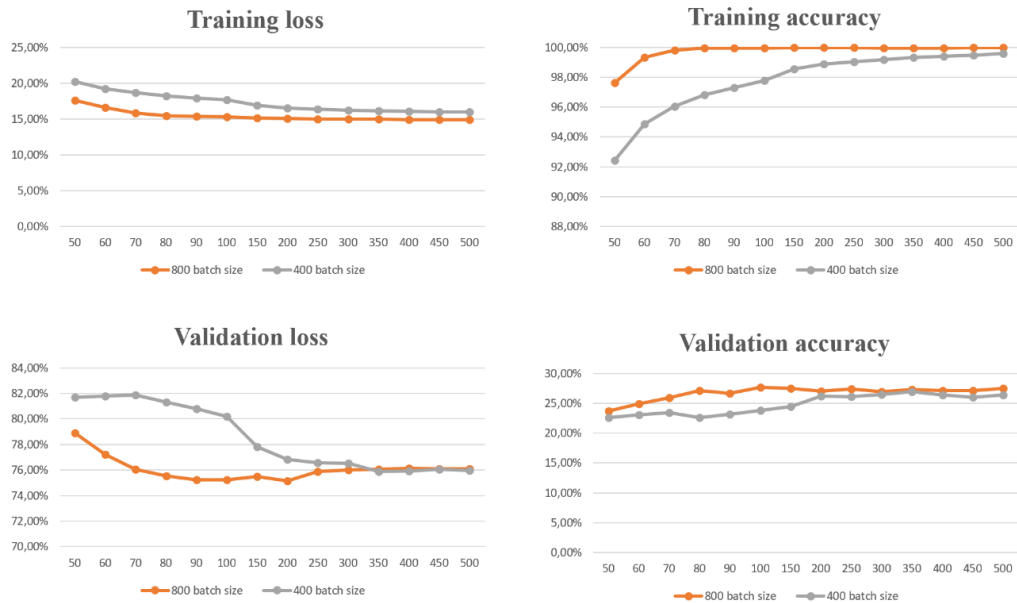 Training loss
25,00%
20,00%
15,00%
10,00%
5,00%
0,00%
50 60 70 80 90 100 150 200 250 300 350 400 450 500
800 batch size 400 batch size
Training accuracy
100,00%
98,00%
96,00%
94,00%
92,00%
90,00%
88,00%
50 60 70 80 90 100 150 200 250 300 350 400 450 500
800 batch size 400 batch size
Validation loss
84,00%
82,00%
80,00%
78,00%
76,00%
74,00%
72,00%
70,00%
50 60 70 80 90 100 150 200 250 300 350 400 450 500
800 batch size 400 batch size
Validation accuracy
30,00%
25,00%
20,00%
15,00%
10,00%
5,00%
0,00%
50 60 70 80 90 100 150 200 250 300 350 400 450 500
800 batch size 400 batch size